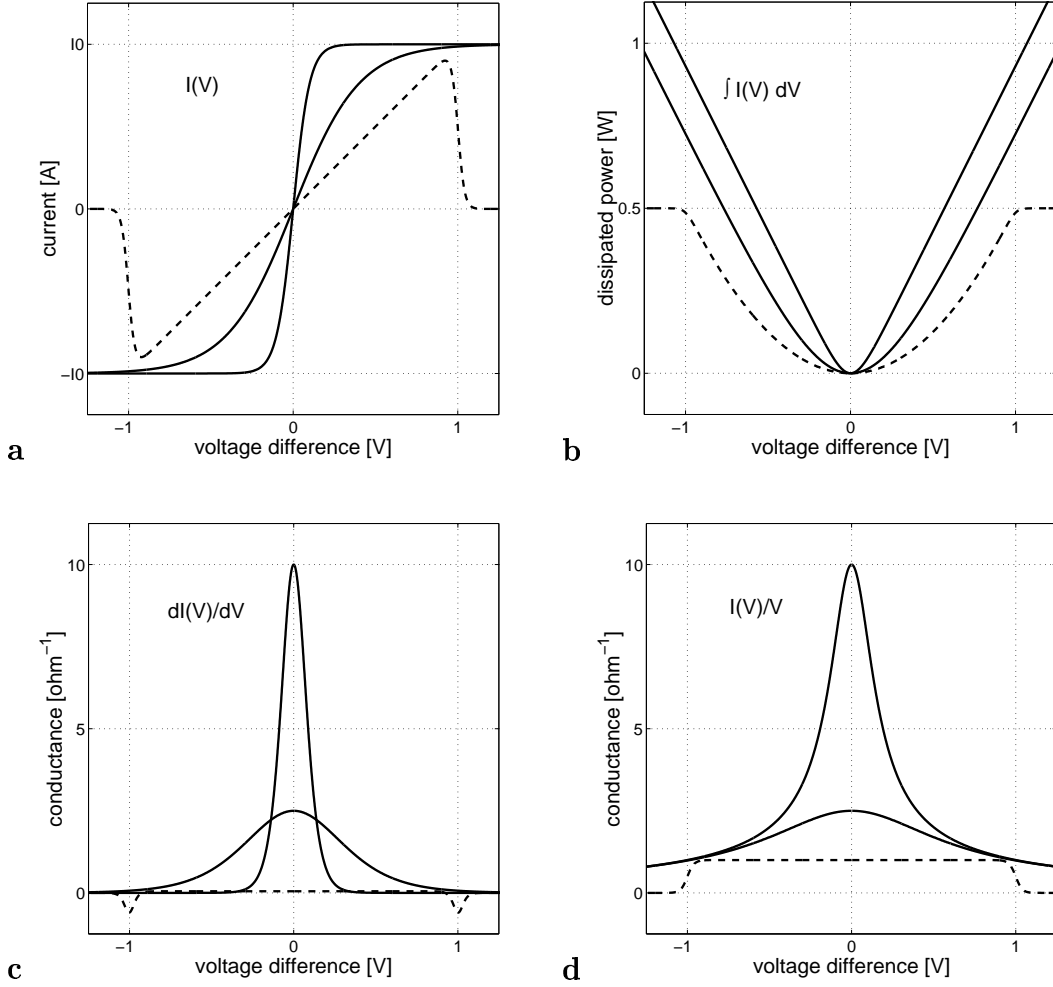 I0
I(V)
current [A]
0
−I0
−1
0
1
voltage difference [V]
a
1
∫ I(V) dV
dissipated power [W]
0.5
0
−1
0
1
voltage difference [V]
b
10
dI(V)/dV
conductance [ohm⁻¹]
5
0
−1
0
1
voltage difference [V]
c
10
I(V)/V
conductance [ohm⁻¹]
5
0
−1
0
1
voltage difference [V]
d